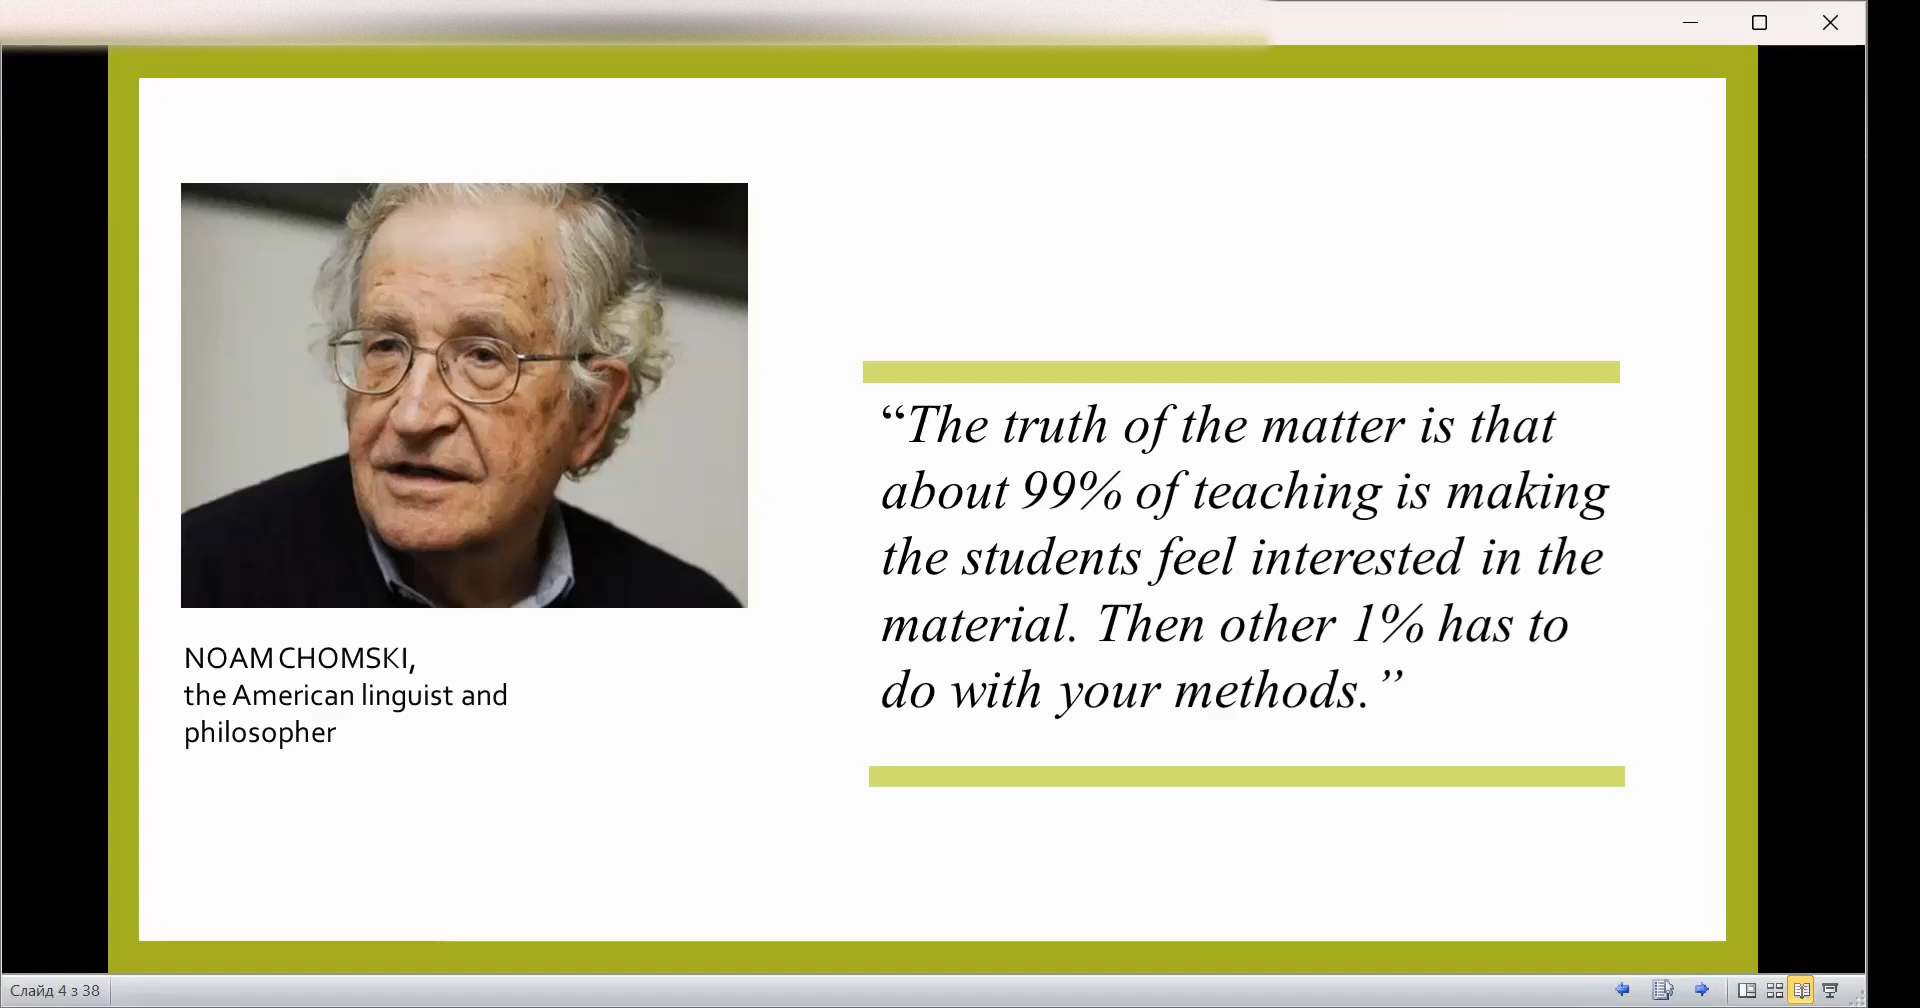 NOAM CHOMSKI,
the American linguist and
philosopher
“The truth of the matter is that
about 99% of teaching is making
the students feel interested in the
material. Then other 1% has to
do with your methods.”
Слайд 4 з 38